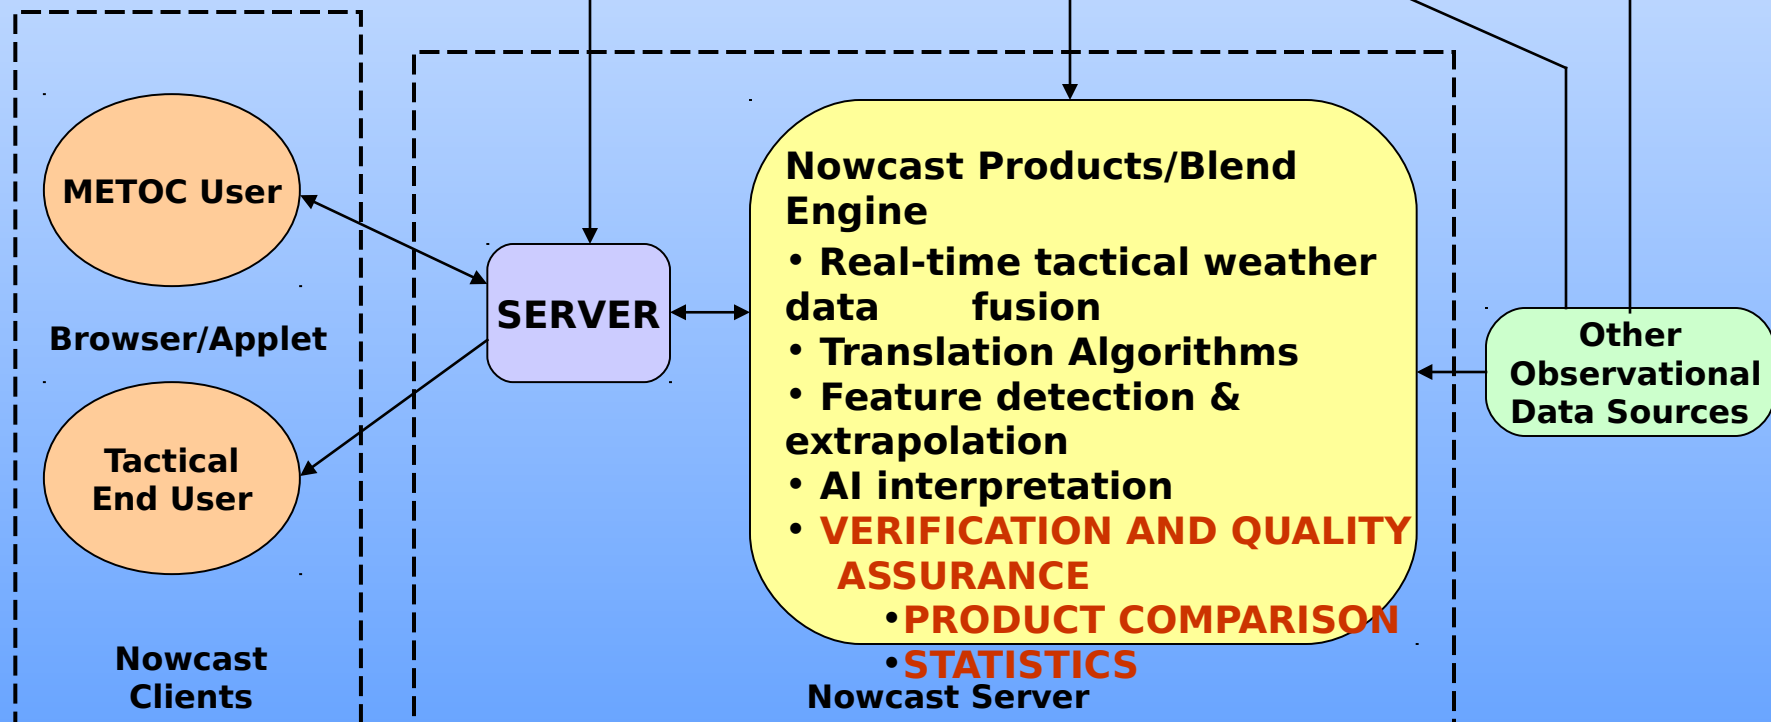 METOC User
Browser/Applet
Tactical
End User
Nowcast
Clients
SERVER
Nowcast Products/Blend
Engine
• Real-time tactical weather
data fusion
• Translation Algorithms
• Feature detection &
extrapolation
• AI interpretation
• VERIFICATION AND QUALITY
ASSURANCE
•PRODUCT COMPARISON
•STATISTICS
Nowcast Server
Other
Observational
Data Sources